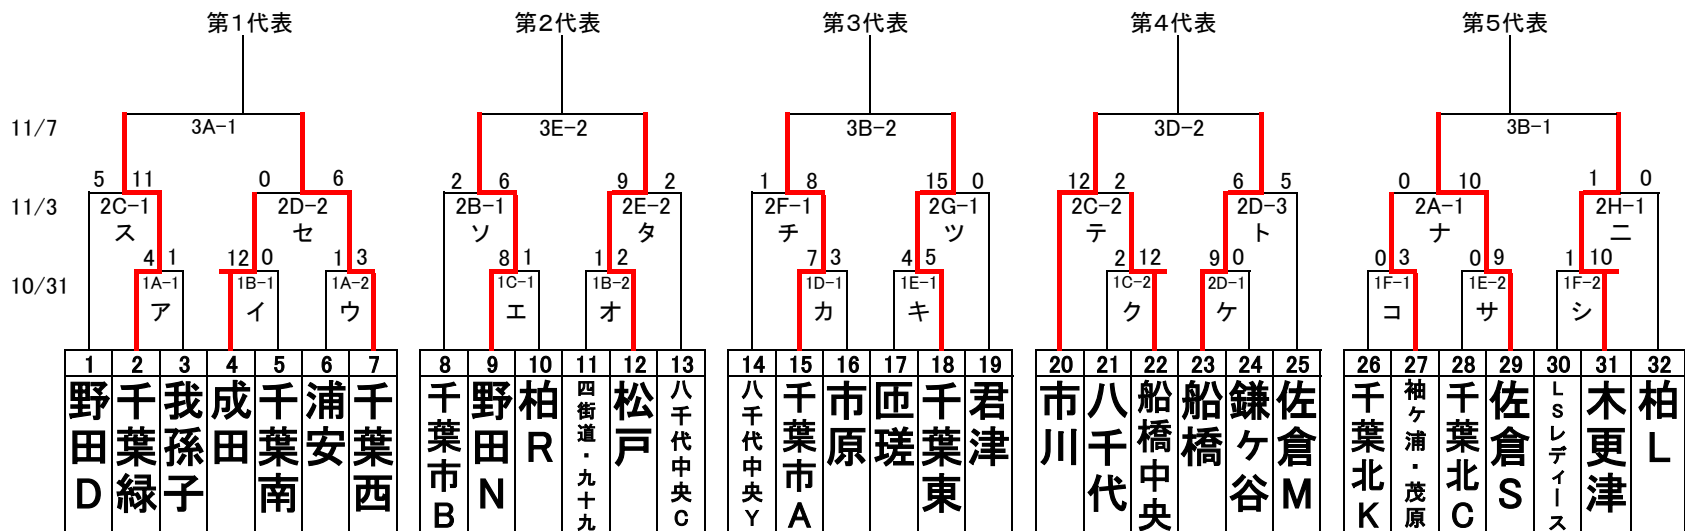 第1代表 第2代表 第3代表 第4代表 第5代表
11/7 3A-1 3E-2 3B-2 3D-2 3B-1
5 11 0 6 2 6 9 2 1 8 15 0 12 2 6 5 0 10 1 0
11/3 2C-1 2D-2 2B-1 2E-2 2F-1 2G-1 2C-2 2D-3 2A-1 2H-1
ス セ ソ タ チ ツ テ ト ナ ニ
4 1 12 0 1 3 8 1 1 2 7 3 4 5 2 12 9 0 0 3 0 9 1 10
10/31 1A-1 1B-1 1A-2 1C-1 1B-2 1D-1 1E-1 1C-2 2D-1 1F-1 1E-2 1F-2
ア イ ウ エ オ カ キ ク ケ コ サ シ
1 2 3 4 5 6 7 8 9 10 11 12 13 14 15 16 17 18 19 20 21 22 23 24 25 26 27 28 29 30 31 32
野田D
千葉緑
我孫子
成田
千葉南
浦安
千葉西
千葉市B
野田N
柏R
四街道・九十九
松戸
八千代中央C
八千代中央Y
千葉市A
市原
匝瑳
千葉東
君津
市川
八千代
船橋中央
船橋
鎌ヶ谷
佐倉M
千葉北K
袖ヶ浦・茂原
千葉北C
佐倉S
LSレディース
木更津
柏L